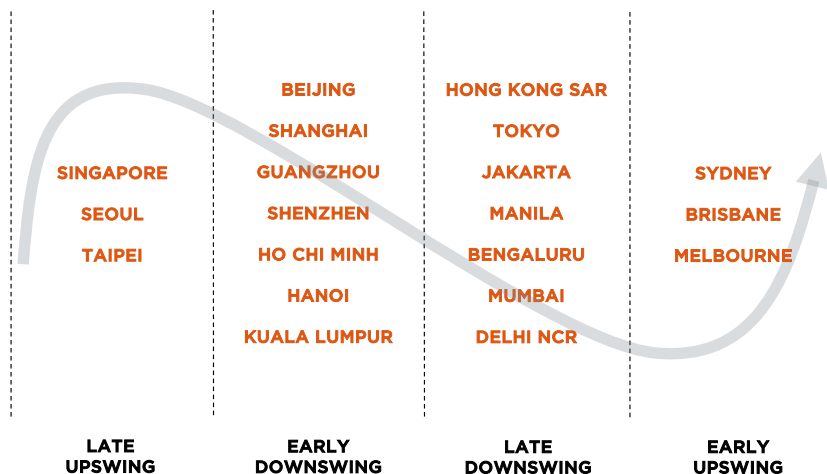 SINGAPORE
SEOUL
TAIPEI
BEIJING
SHANGHAI
GUANGZHOU
SHENZHEN
HO CHI MINH
HANOI
KUALA LUMPUR
HONG KONG SAR
TOKYO
JAKARTA
MANILA
BENGALURU
MUMBAI
DELHI NCR
SYDNEY
BRISBANE
MELBOURNE
LATE
UPSWING
EARLY
DOWNSWING
LATE
DOWNSWING
EARLY
UPSWING